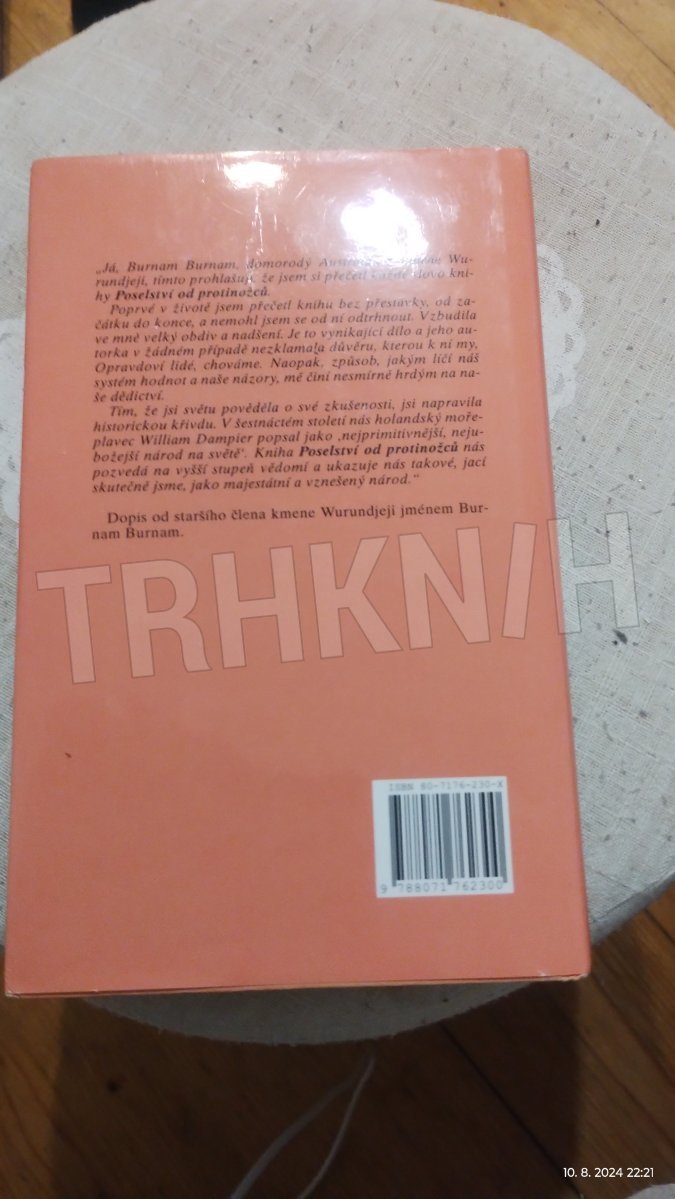 „Já, Burnam Burnam, domorodý Wu-
rundjejí, tímto prohlašuji, že jsem si přečetl každé slovo kni-
hy Poselství od protinožců.
Poprvé v životě jsem přečetl knihu bez přestávky, od za-
čátku do konce, a nemohl jsem se od ní odtrhnout. Vzbudila
ve mně velký obdiv a nadšení. Je to vynikající dílo a jeho au-
torka v žádném případě nezklamala důvěru, kterou k ní my,
Opravdoví lidé, chováme. Naopak, způsob, jakým líčí náš
systém hodnot a naše názory, mě činí nesmírně hrdým na na-
še dědictví.
Tím, že jsi světu pověděla o své zkušenosti, jsi napravila
historickou křivdu. V šestnáctém století nás holandský moře-
plavec William Dampier popsal jako ‚nejprimitivnější, neju-
božejší národ na světě‘. Kniha Poselství od protinožců nás
pozvedá na vyšší stupeň vědomí a ukazuje nás takové, jací
skutečně jsme, jako majestátní a vznešený národ.“
Dopis od staršího člena kmene Wurundjeji jménem Bur-
nam Burnam.
TRHKNIH
ISBN 80-7176-230-X
9 788071 762300
10. 8. 2024 22:21